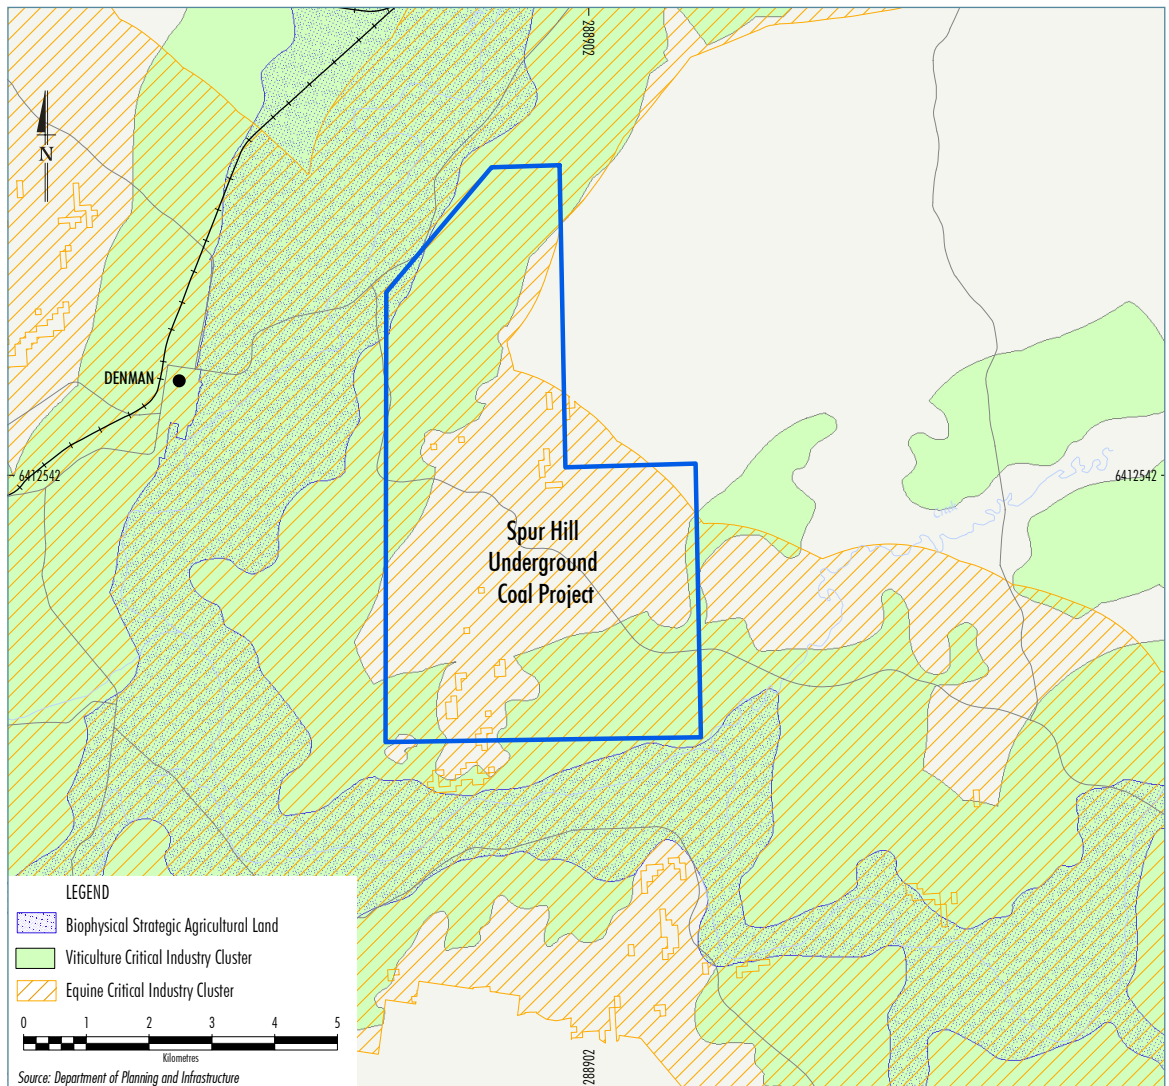 288902
N
DENMAN
6412542
6412542
Spur Hill
Underground
Coal Project
LEGEND
Biophysical Strategic Agricultural Land
Viticulture Critical Industry Cluster
Equine Critical Industry Cluster
0 1 2 3 4 5
Kilometres
Source: Department of Planning and Infrastructure
288902